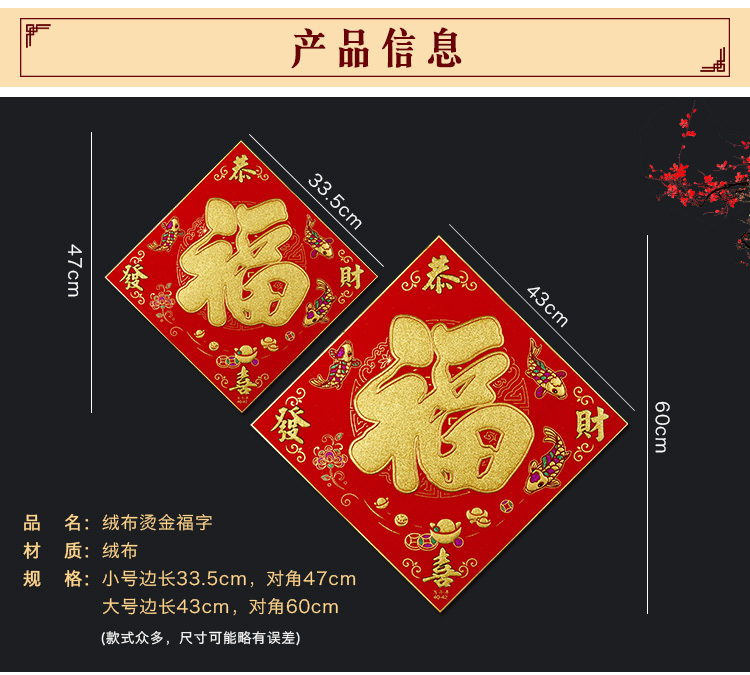 产品信息
恭
33.5cm
福
發
財
47cm
喜
恭
43cm
福
發
財
60cm
喜
品 名：绒布烫金福字
材 质：绒布
规 格：小号边长33.5cm，对角47cm
大号边长43cm，对角60cm
(款式众多，尺寸可能略有误差)